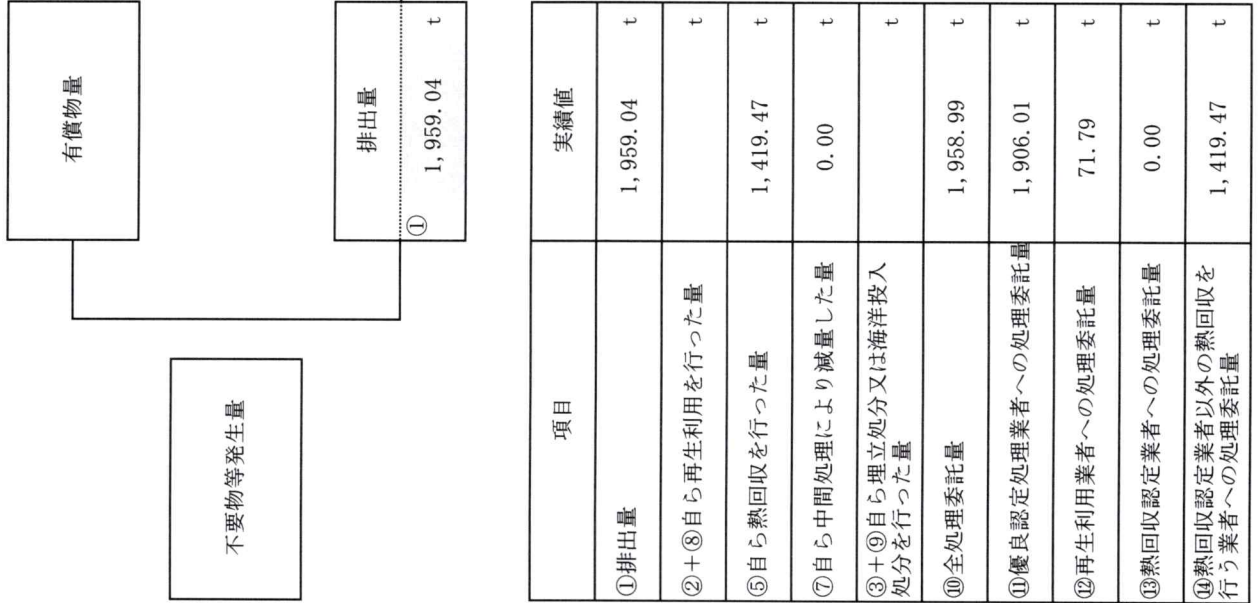 不要物等発生量
有償物量
排出量
① 1,959.04 t
項目 実績値
①排出量 1,959.04 t
②+⑧自ら再生利用を行った量 t
⑤自ら熱回収を行った量 1,419.47 t
⑦自ら中間処理により減量した量 0.00 t
③+⑨自ら埋立処分又は海洋投入
処分を行った量 t
⑩全処理委託量 1,958.99 t
⑪優良認定処理業者への処理委託量 1,906.01 t
⑫再生利用業者への処理委託量 71.79 t
⑬熱回収認定業者への処理委託量 0.00 t
⑭熱回収認定業者以外の熱回収を
行う業者への処理委託量 1,419.47 t